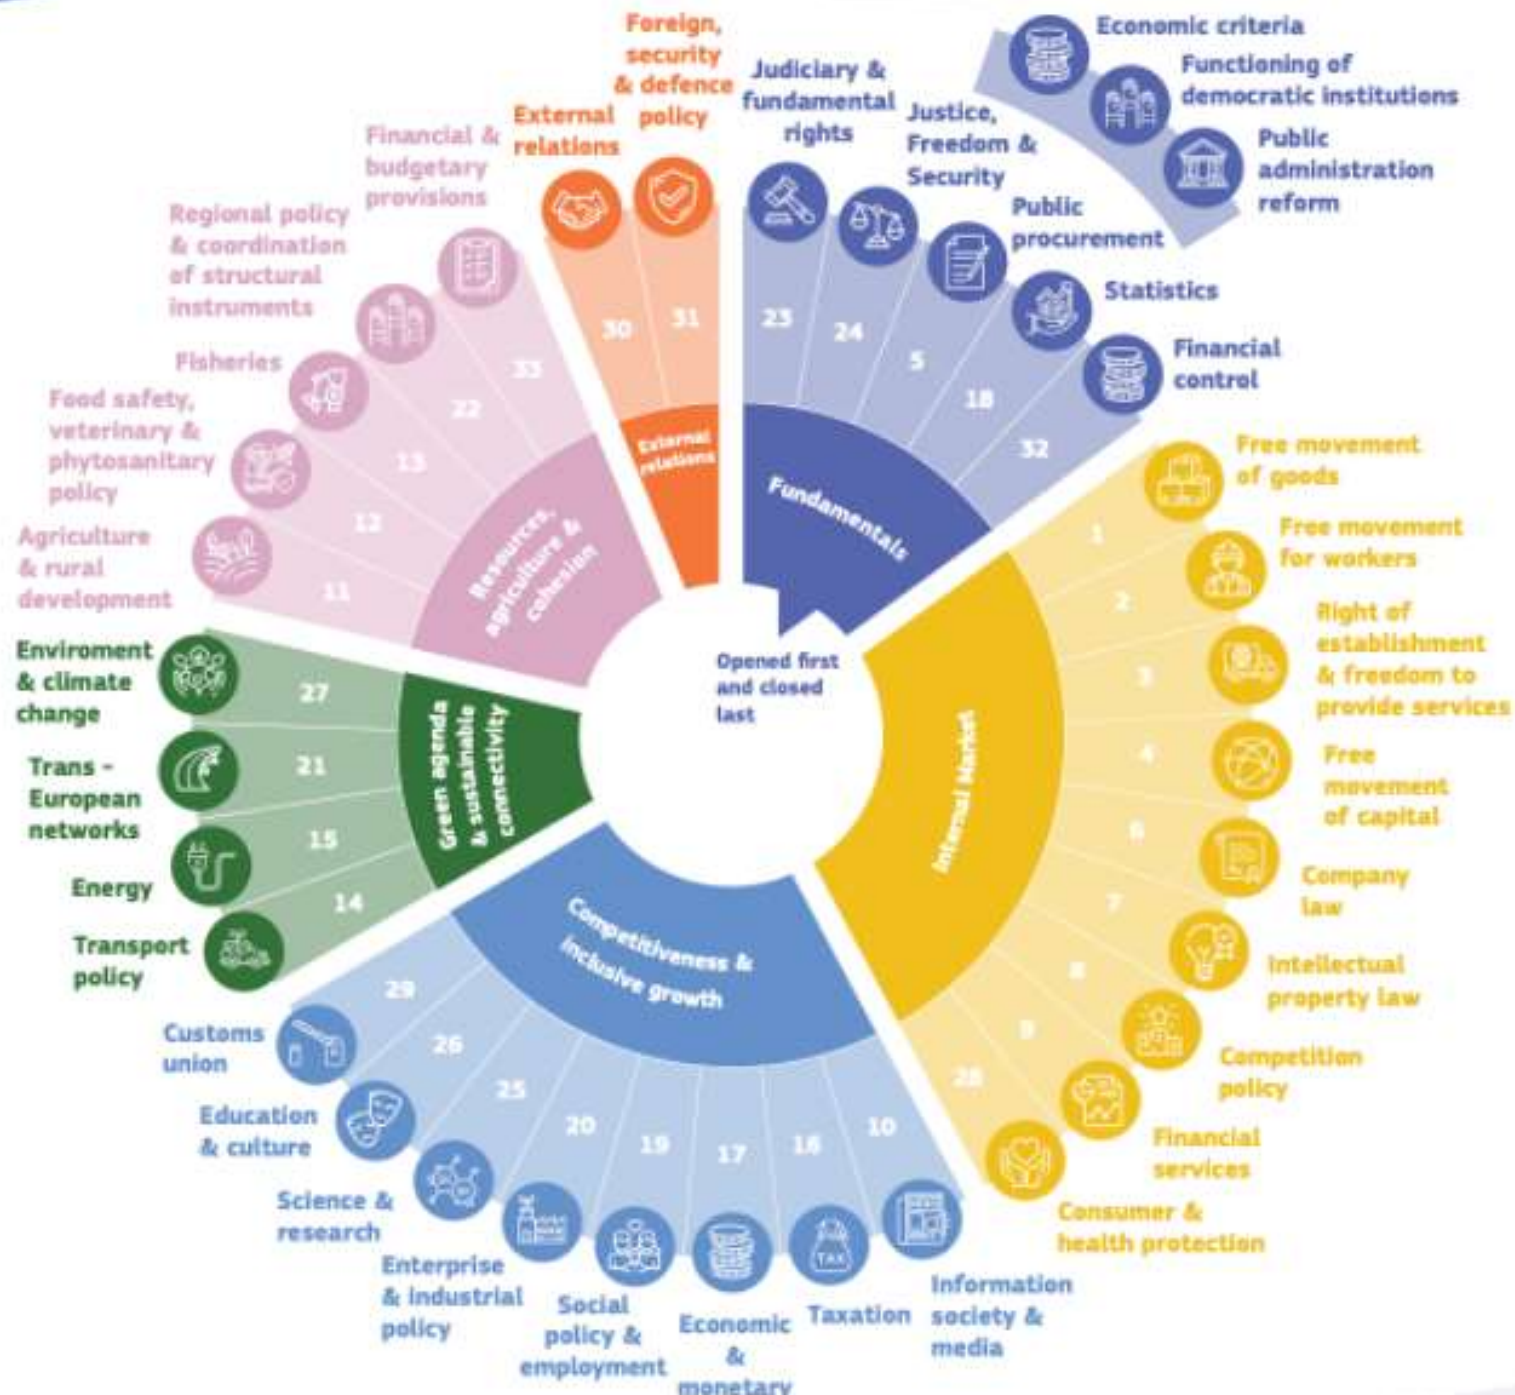 Foreign,
security
& defence
policy
External
relations
Financial &
budgetary
provisions
Regional policy
& coordination
of structural
instruments
Fisheries
Food safety,
veterinary &
phytosanitary
policy
Agriculture
& rural
development
30
31
33
22
13
12
11
External
relations
Resources,
agriculture &
cohesion
Judiciary &
fundamental
rights
Justice,
Freedom &
Security
Public
procurement
Statistics
Financial
control
Economic criteria
Functioning of
democratic institutions
Public
administration
reform
23
24
5
18
32
Fundamentals
Opened first
and closed
last
Free movement
of goods
Free movement
for workers
Right of
establishment
& freedom to
provide services
Free
movement
of capital
Company
law
Intellectual
property law
Competition
policy
Financial
services
Consumer &
health protection
1
2
3
4
6
7
8
9
28
Internal Market
Enviroment
& climate
change
Trans -
European
networks
Energy
Transport
policy
27
21
15
14
Green agenda
& sustainable
connectivity
Competitiveness &
inclusive growth
29
26
25
20
19
17
16
10
Customs
union
Education
& culture
Science &
research
Enterprise
& industrial
policy
Social
policy &
employment
Economic
&
monetary
Taxation
TAX
Information
society &
media